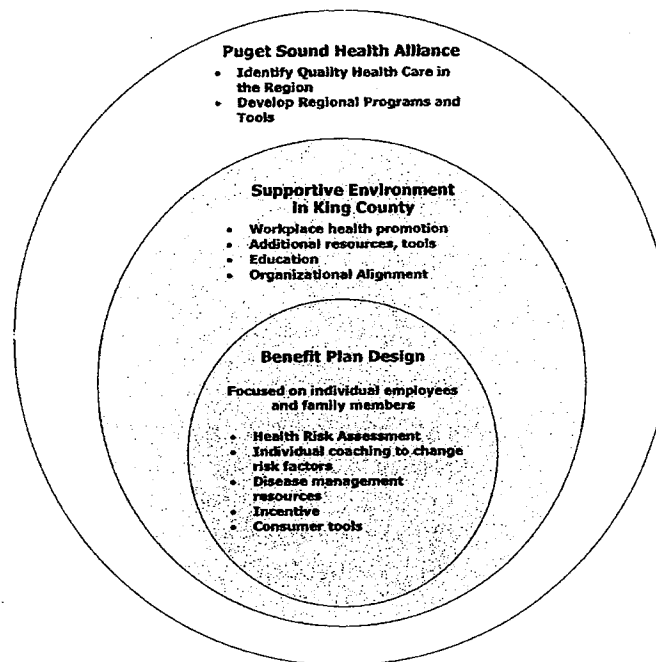 Puget Sound Health Alliance
• Identify Quality Health Care in
the Region
• Develop Regional Programs and
Tools
Supportive Environment
in King County
• Workplace health promotion
• Additional resources, tools
• Education
• Organizational Alignment
Benefit Plan Design
Focused on individual employees
and family members
• Health Risk Assessment
• Individual coaching to change
risk factors
• Disease management
resources
• Incentive
• Consumer tools